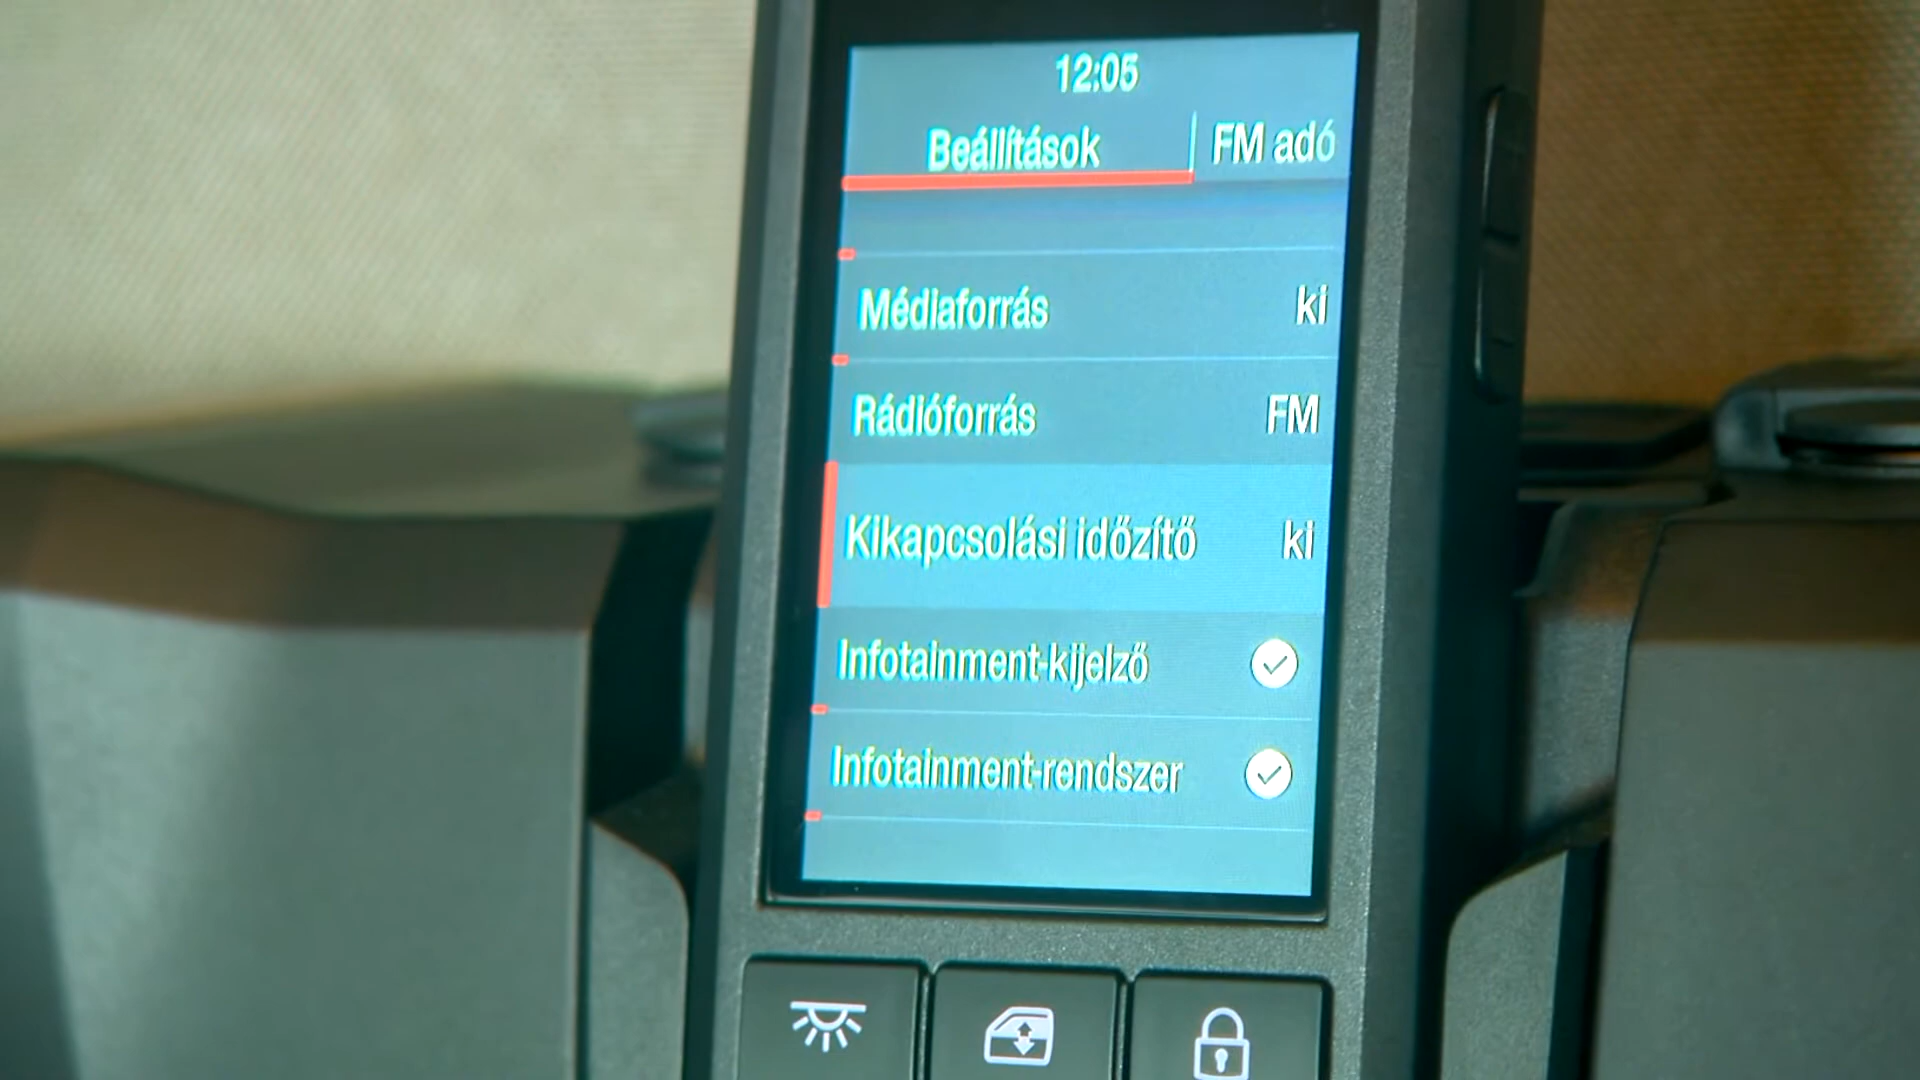 12:05
Beállítások FM adó
Médiaforrás ki
Rádióforrás FM
Kikapcsolási időzítő ki
Infotainment-kijelző
Infotainment-rendszer